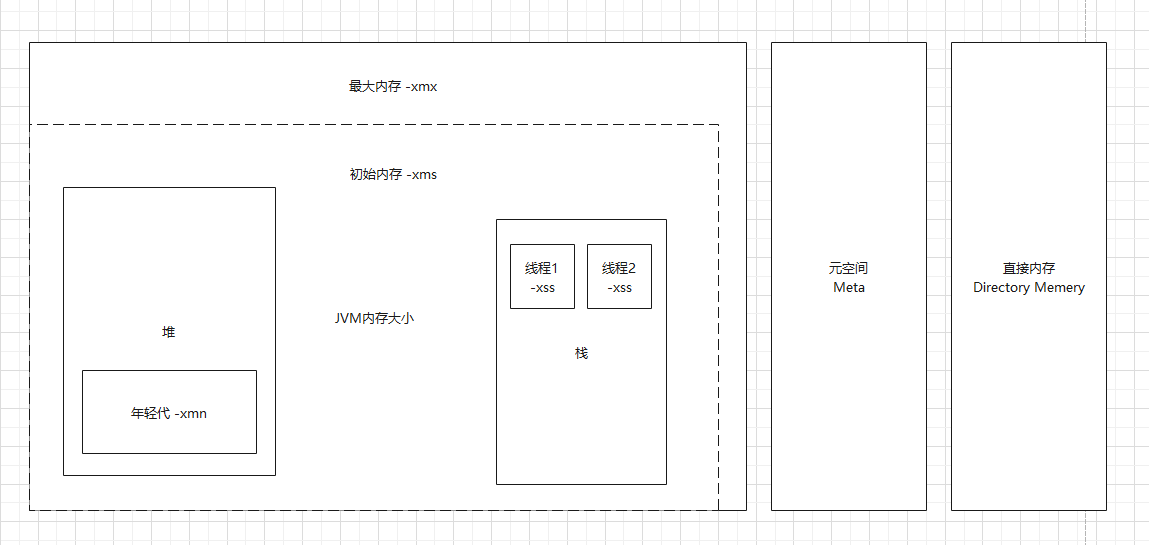 最大内存 -xmx
初始内存 -xms
线程1
-xss
线程2
-xss
堆
JVM内存大小
栈
年轻代 -xmn
元空间
Meta
直接内存
Directory Memery